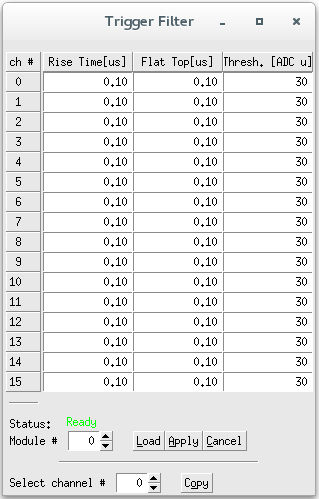 Trigger Filter
ch # Rise Time[us] Flat Top[us] Thresh. [ADC u]
0 0.10 0.10 30
1 0.10 0.10 30
2 0.10 0.10 30
3 0.10 0.10 30
4 0.10 0.10 30
5 0.10 0.10 30
6 0.10 0.10 30
7 0.10 0.10 30
8 0.10 0.10 30
9 0.10 0.10 30
10 0.10 0.10 30
11 0.10 0.10 30
12 0.10 0.10 30
13 0.10 0.10 30
14 0.10 0.10 30
15 0.10 0.10 30
Status: Ready
Module # 0 Load Apply Cancel
Select channel # 0 Copy